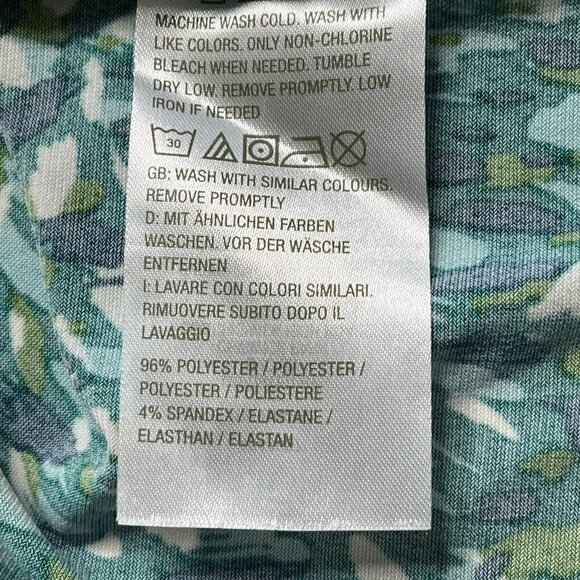 MACHINE WASH COLD. WASH WITH
LIKE COLORS. ONLY NON-CHLORINE
BLEACH WHEN NEEDED. TUMBLE
DRY LOW. REMOVE PROMPTLY. LOW
IRON IF NEEDED
30
GB: WASH WITH SIMILAR COLOURS.
REMOVE PROMPTLY
D: MIT ÄHNLICHEN FARBEN
WASCHEN. VOR DER WÄSCHE
ENTFERNEN
I: LAVARE CON COLORI SIMILARI.
RIMUOVERE SUBITO DOPO IL
LAVAGGIO
96% POLYESTER / POLYESTER /
POLYESTER / POLIESTERE
4% SPANDEX / ELASTANE /
ELASTHAN / ELASTAN